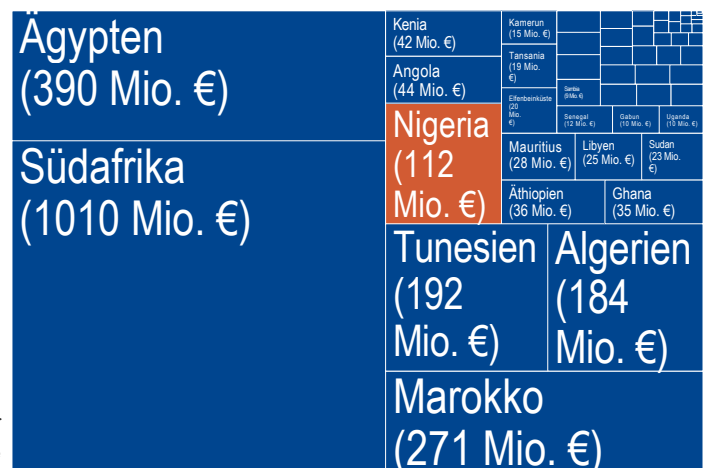 Ägypten
(390 Mio. €)
Südafrika
(1010 Mio. €)
Kenia
(42 Mio. €)
Angola
(44 Mio. €)
Nigeria
(112
Mio. €)
Kamerun
(15 Mio. €)
Tansania
(19 Mio.
€)
Elfenbeinküste
(20
Mio.
€)
Sambia
(9 Mio. €)
Senegal
(12 Mio. €)
Gabun
(10 Mio. €)
Uganda
(10 Mio. €)
Mauritius
(28 Mio. €)
Libyen
(25 Mio. €)
Sudan
(23 Mio.
€)
Äthiopien
(36 Mio. €)
Ghana
(35 Mio. €)
Tunesien
(192
Mio. €)
Algerien
(184
Mio. €)
Marokko
(271 Mio. €)